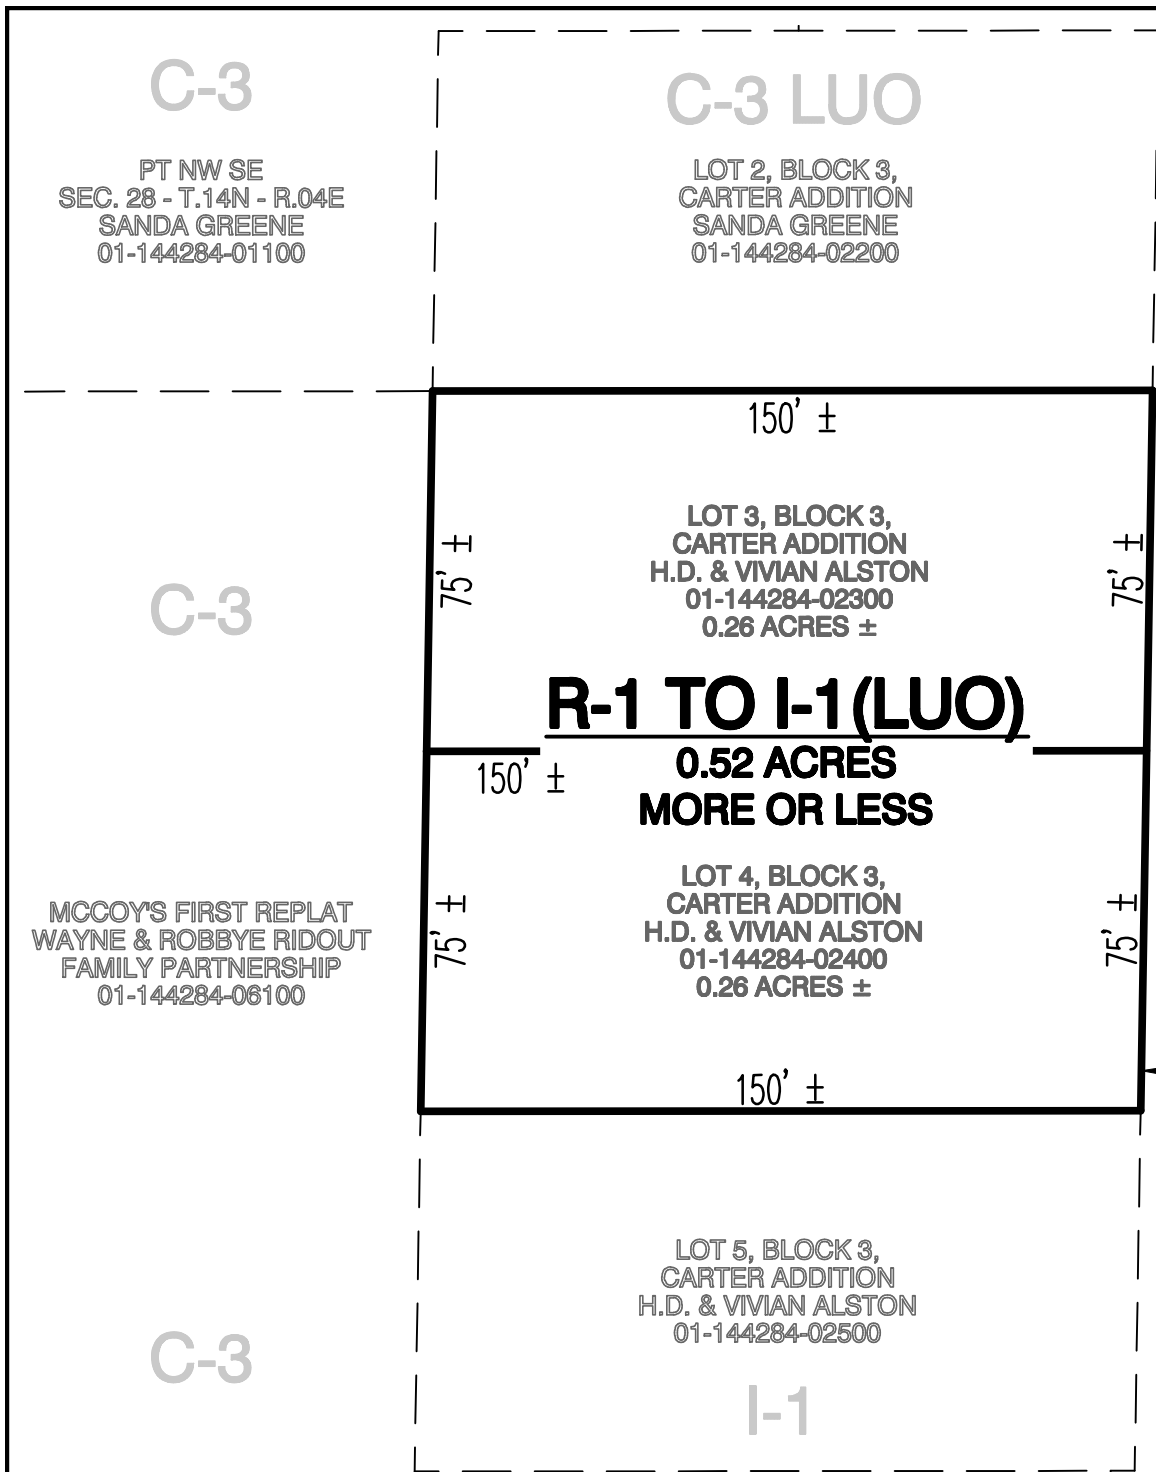 C-3
PT NW SE
SEC. 28 - T.14N - R.04E
SANDA GREENE
01-144284-01100
C-3 LUO
LOT 2, BLOCK 3,
CARTER ADDITION
SANDA GREENE
01-144284-02200
150' ±
75' ±
LOT 3, BLOCK 3,
CARTER ADDITION
H.D. & VIVIAN ALSTON
01-144284-02300
0.26 ACRES ±
75' ±
C-3
R-1 TO I-1(LUO)
0.52 ACRES
MORE OR LESS
150' ±
MCCOY'S FIRST REPLAT
WAYNE & ROBBYE RIDOUT
FAMILY PARTNERSHIP
01-144284-06100
75' ±
LOT 4, BLOCK 3,
CARTER ADDITION
H.D. & VIVIAN ALSTON
01-144284-02400
0.26 ACRES ±
75' ±
150' ±
LOT 5, BLOCK 3,
CARTER ADDITION
H.D. & VIVIAN ALSTON
01-144284-02500
C-3
I-1